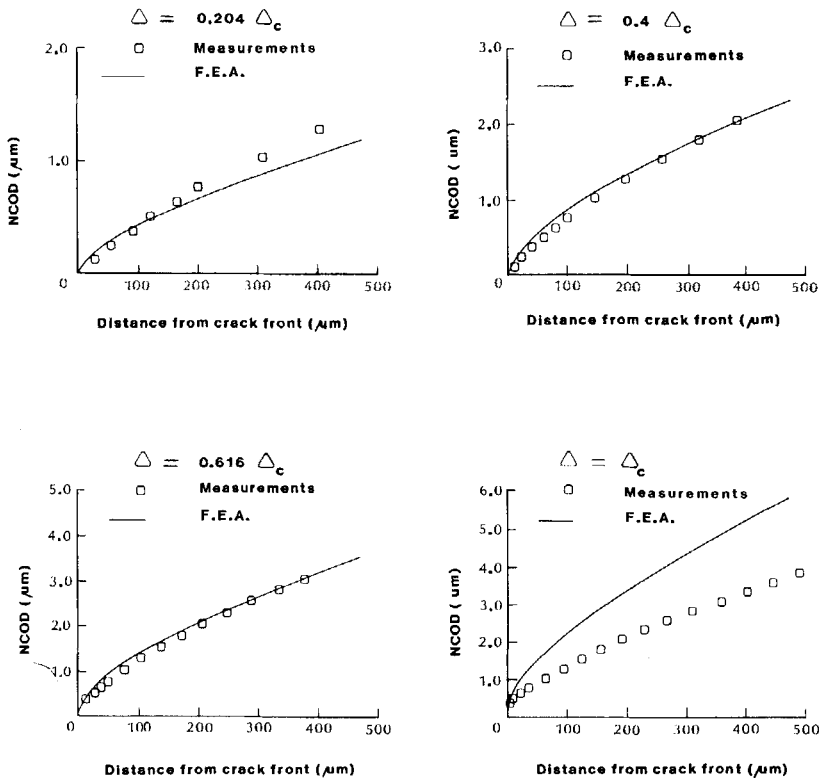 △ = 0.204 △c
Measurements
F.E.A.
2.0
1.0
0
NCOD (µm)
100 200 300 400 500
Distance from crack front (µm)
△ = 0.4 △c
Measurements
F.E.A.
3.0
2.0
1.0
0
NCOD ( um)
100 200 300 400 500
Distance from crack front (µm)
△ = 0.616 △c
Measurements
F.E.A.
5.0
4.0
3.0
2.0
1.0
0
NCOD (µm)
100 200 300 400 500
Distance from crack front (µm)
△ = △c
Measurements
F.E.A.
6.0
5.0
4.0
3.0
2.0
1.0
0
NCOD ( um)
100 200 300 400 500
Distance from crack front (µm)